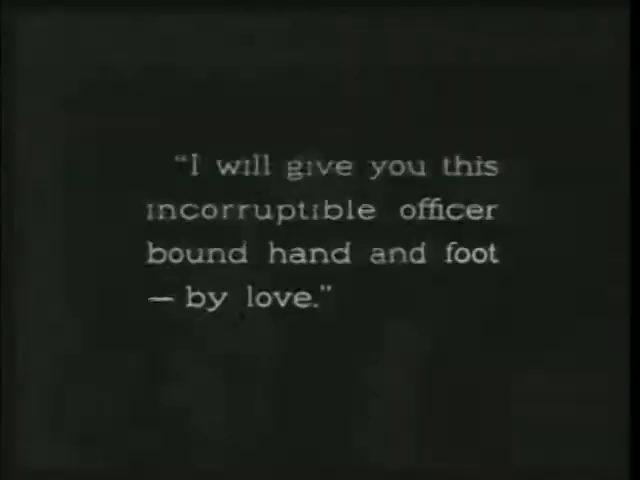 "I will give you this
incorruptible officer
bound hand and foot
— by love."